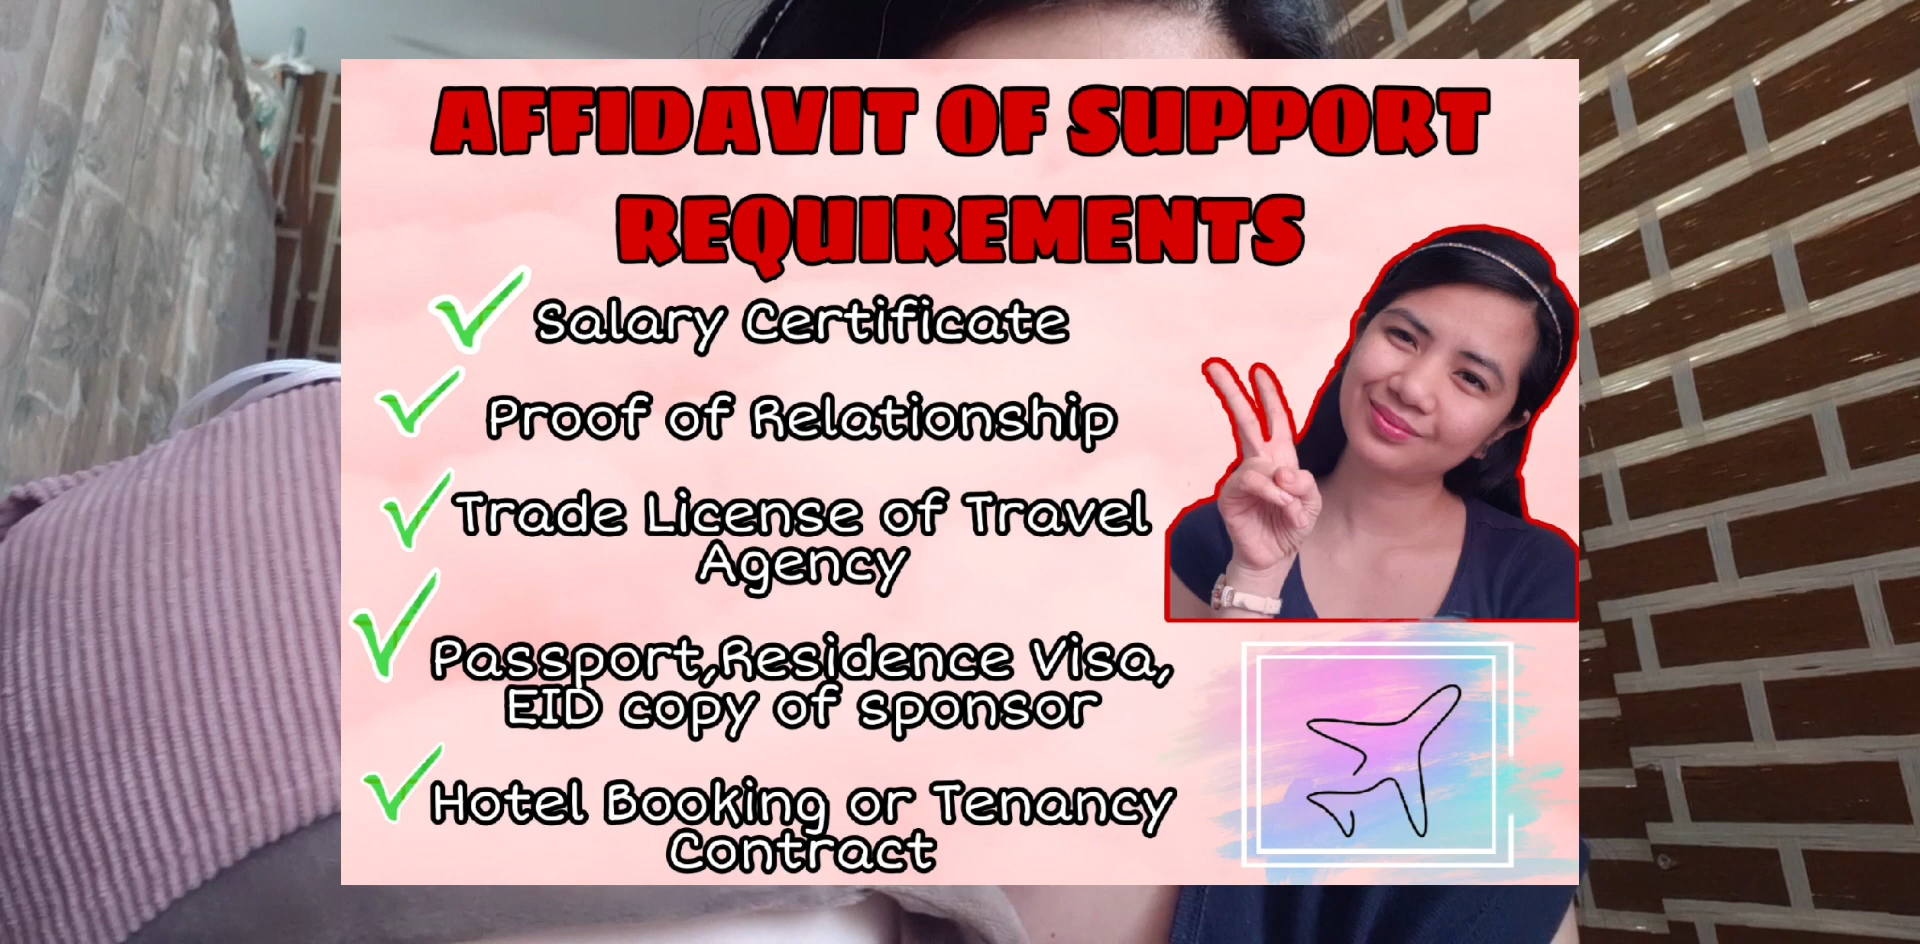 AFFIDAVIT OF SUPPORT
REQUIREMENTS
Salary Certificate
Proof of Relationship
Trade License of Travel
Agency
Passport,Residence Visa,
EID copy of sponsor
Hotel Booking or Tenancy
Contract